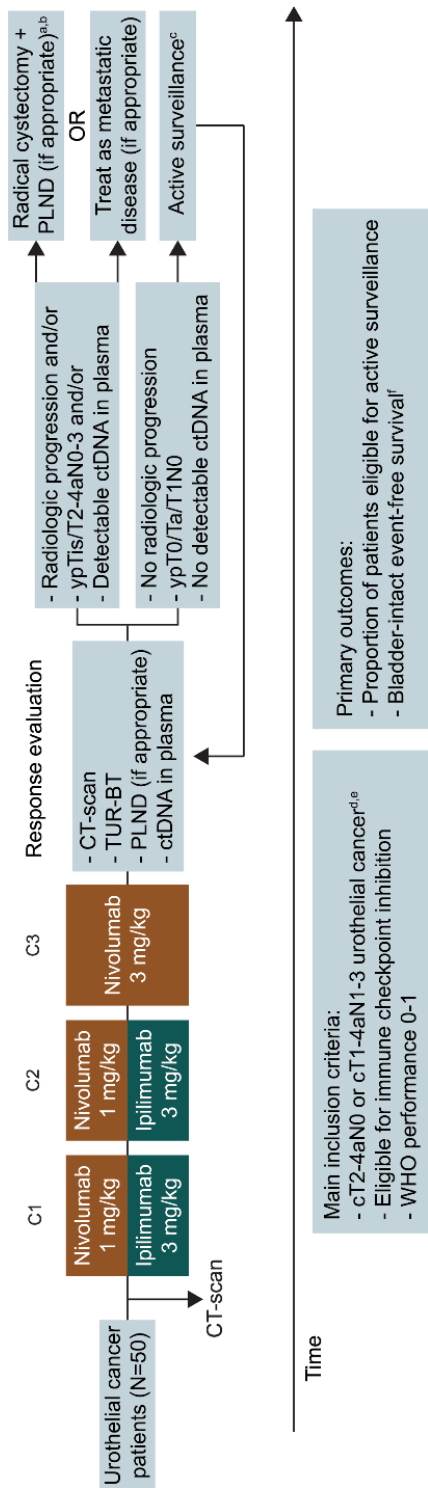 Urothelial cancer
patients (N=50)
CT-scan
C1
Nivolumab
1 mg/kg
Ipilimumab
3 mg/kg
C2
Nivolumab
1 mg/kg
Ipilimumab
3 mg/kg
C3
Nivolumab
3 mg/kg
Response evaluation
- CT-scan
- TUR-BT
- PLND (if appropriate)
- ctDNA in plasma
- Radiologic progression and/or
- ypTis/T2-4aN0-3 and/or
- Detectable ctDNA in plasma
- No radiologic progression
- ypT0/Ta/T1N0
- No detectable ctDNA in plasma
Radical cystectomy +
PLND (if appropriate)a,b
OR
Treat as metastatic
disease (if appropriate)
Active surveillancec
Time
Main inclusion criteria:
- cT2-4aN0 or cT1-4aN1-3 urothelial cancerd,e
- Eligible for immune checkpoint inhibition
- WHO performance 0-1
Primary outcomes:
- Proportion of patients eligible for active surveillance
- Bladder-intact event-free survivalf